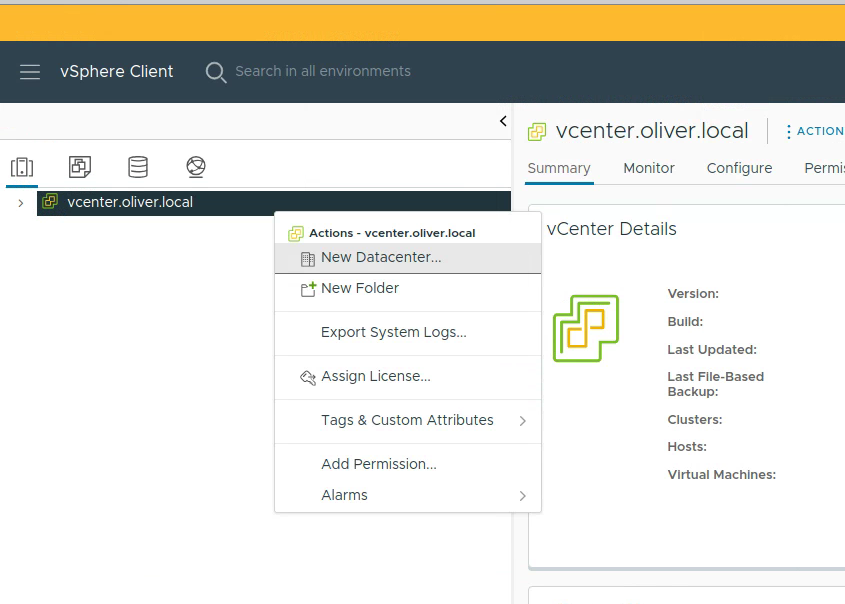 vSphere Client
Search in all environments
vcenter.oliver.local
ACTION
Summary
Monitor
Configure
Permis
vcenter.oliver.local
Actions - vcenter.oliver.local
New Datacenter...
New Folder
Export System Logs...
Assign License...
Tags & Custom Attributes
Add Permission...
Alarms
vCenter Details
Version:
Build:
Last Updated:
Last File-Based
Backup:
Clusters:
Hosts:
Virtual Machines: